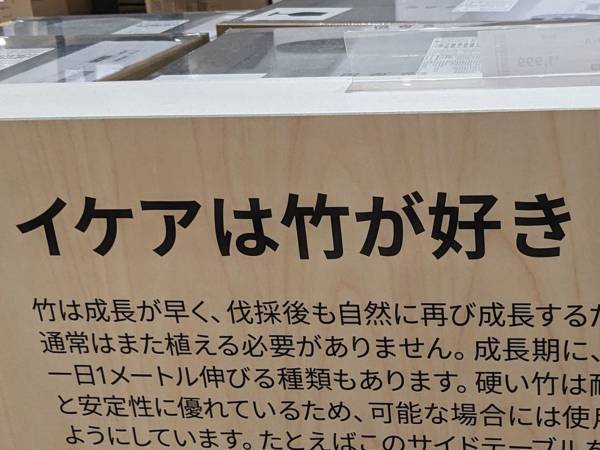 イケアは竹が好き
竹は成長が早く、伐採後も自然に再び成長する
通常はまた植える必要がありません。成長期に、
一日1メートル伸びる種類もあります。硬い竹は耐
と安定性に優れているため、可能な場合には使用
ようにしています。たとえばこのサイドテーブルを